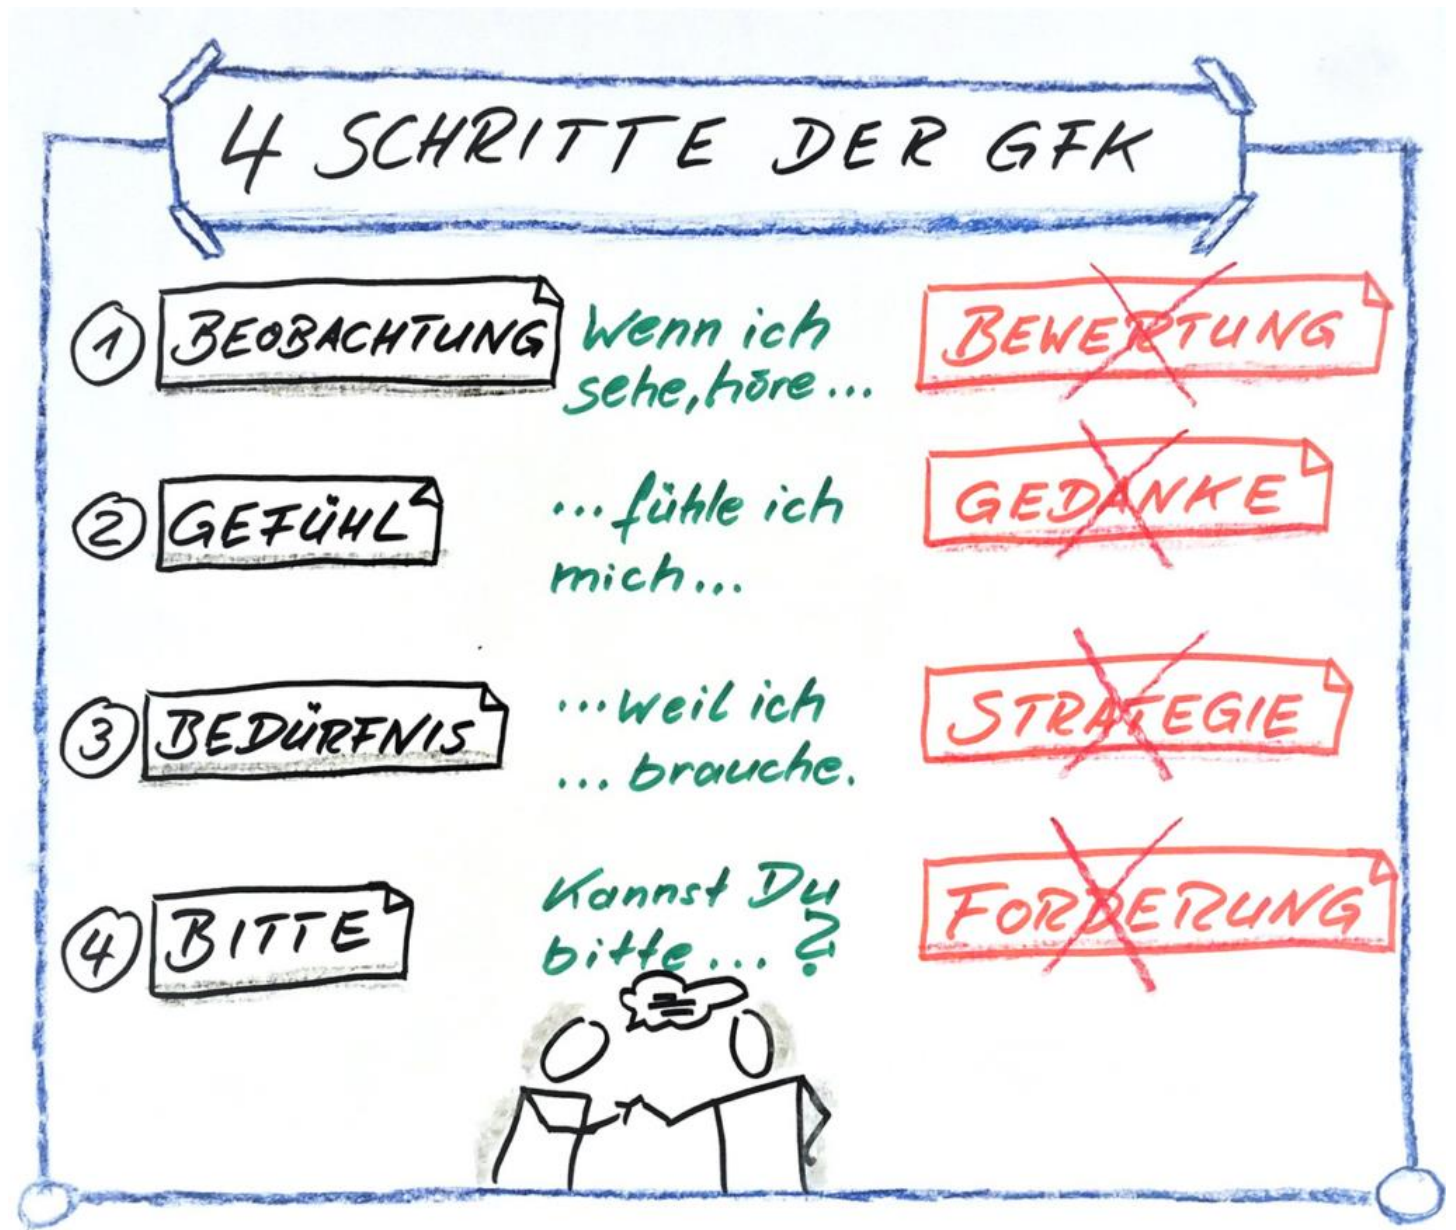 4 SCHRITTE DER GFK
1 BEOBACHTUNG
Wenn ich
sehe, höre...
BEWERTUNG
2 GEFÜHL
...fühle ich
mich...
GEDANKE
3 BEDÜRFNIS
...weil ich
...brauche.
STRATEGIE
4 BITTE
Kannst Du
bitte...?
FORDERUNG